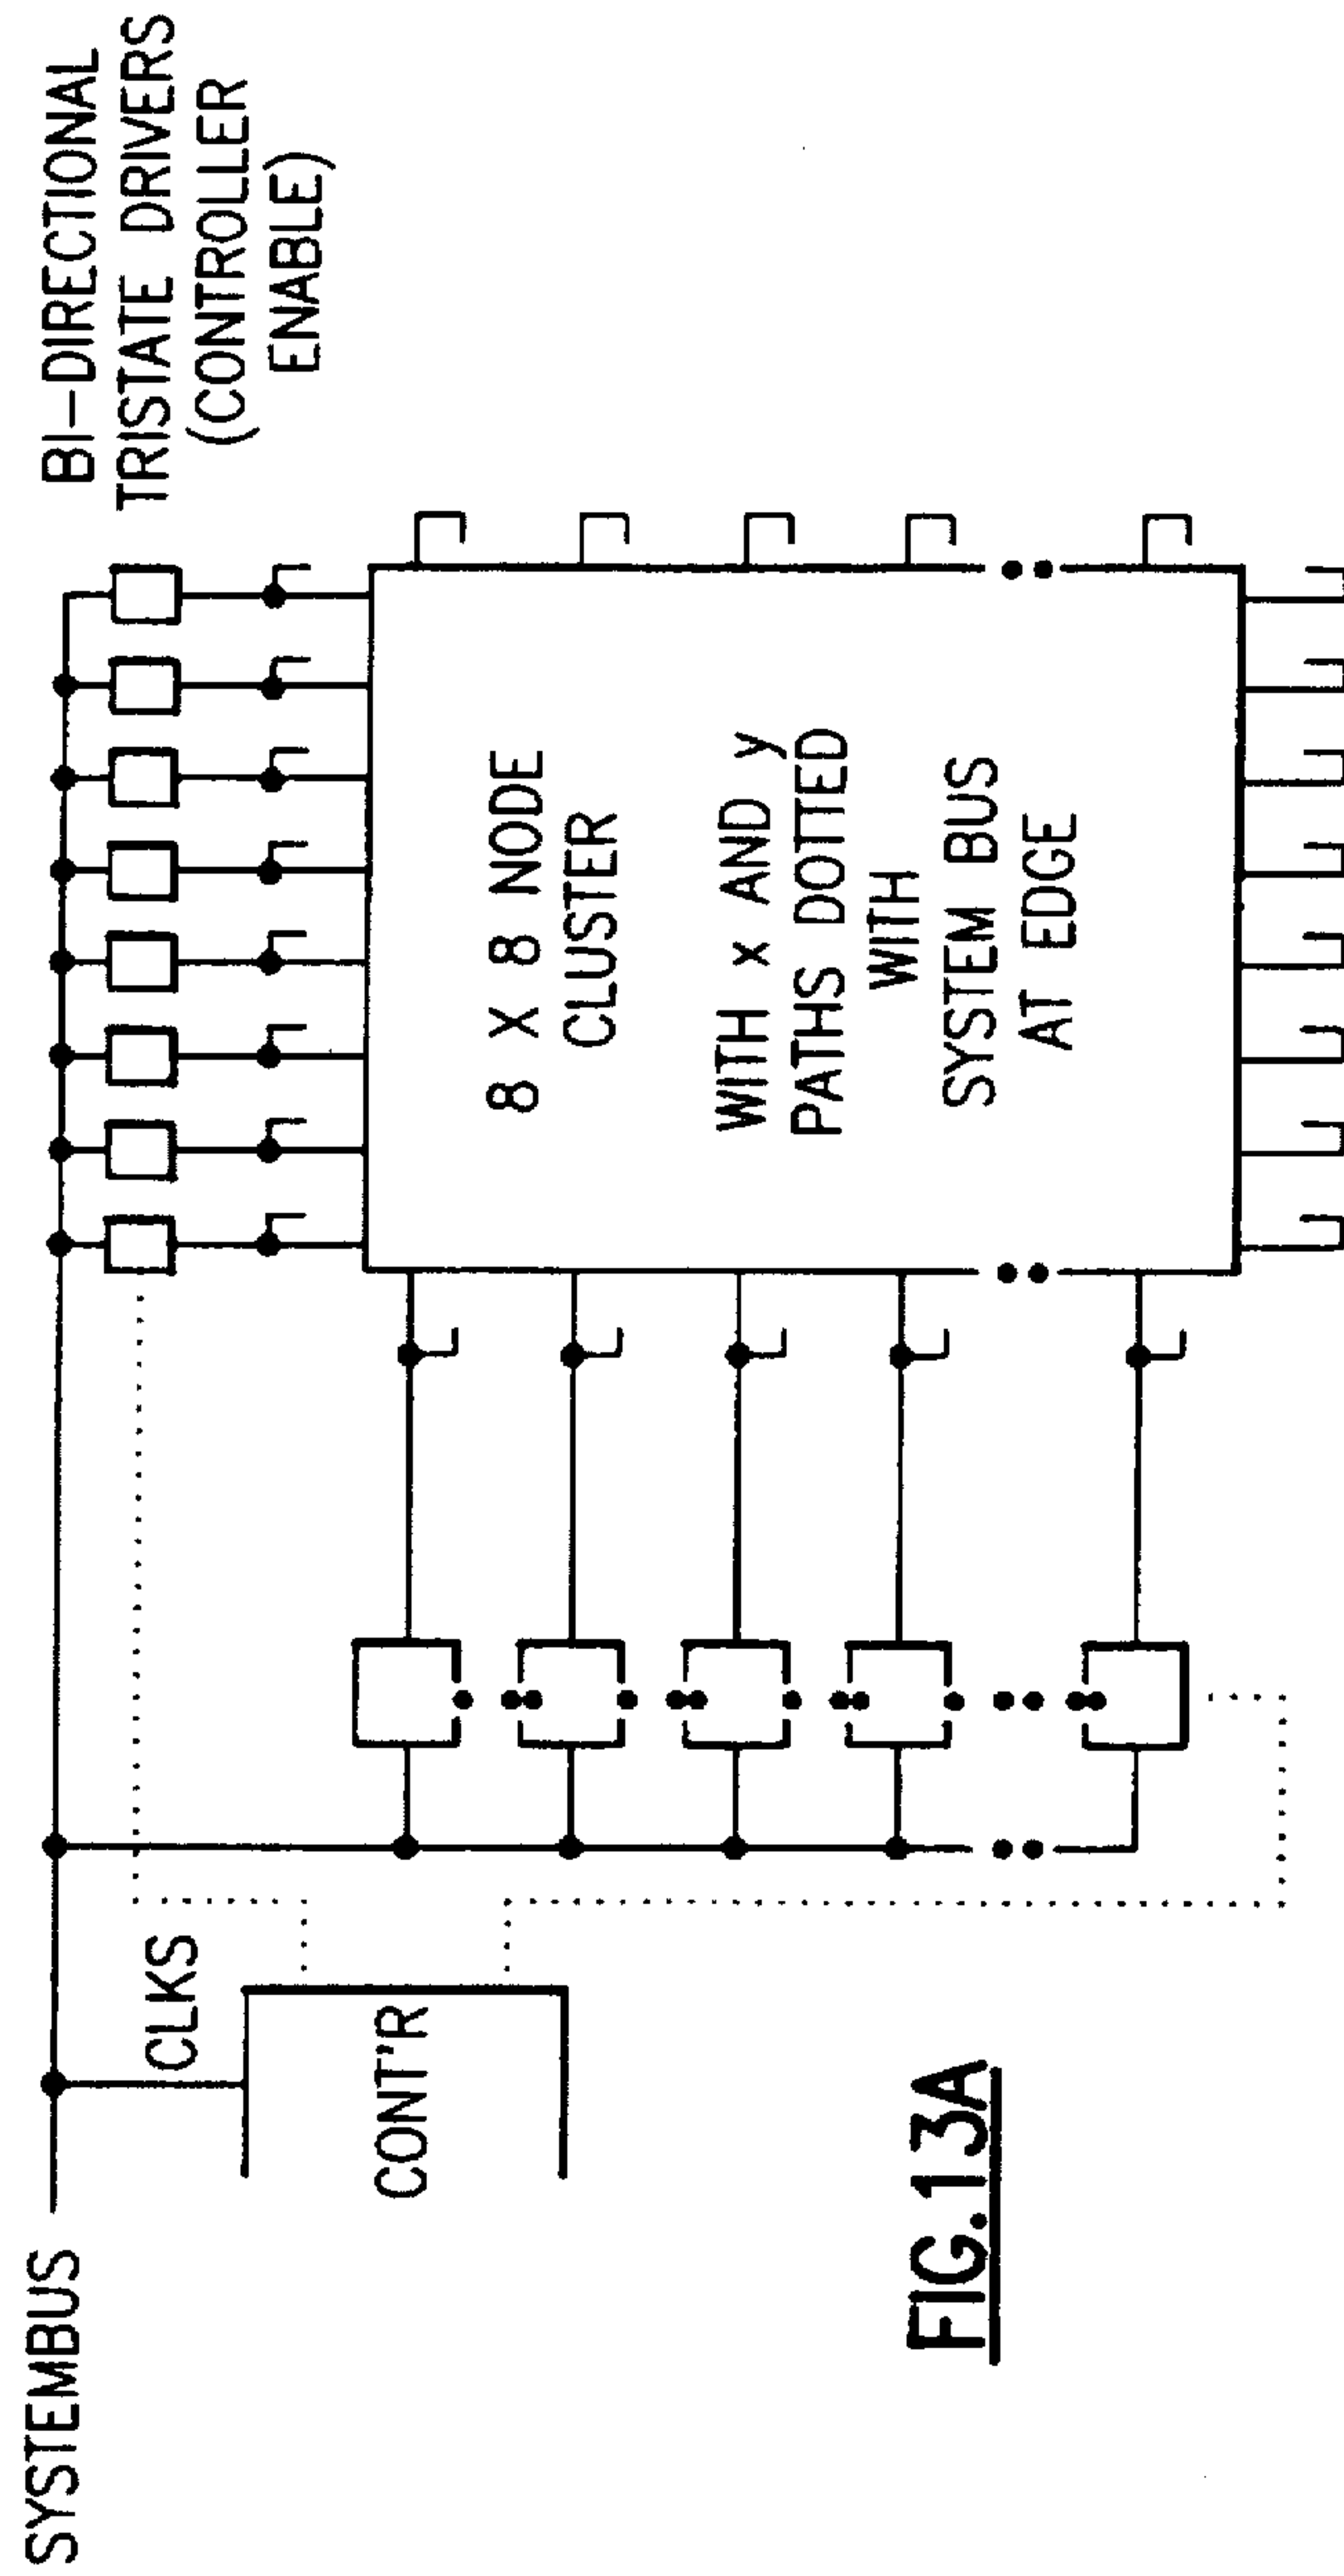 BI-DIRECTIONAL
TRISTATE DRIVERS
(CONTROLLER
ENABLE)
SYSTEMBUS
CLKS
CONT'R
8 X 8 NODE
CLUSTER
WITH x AND y
PATHS DOTTED
WITH
SYSTEM BUS
AT EDGE
FIG.13A